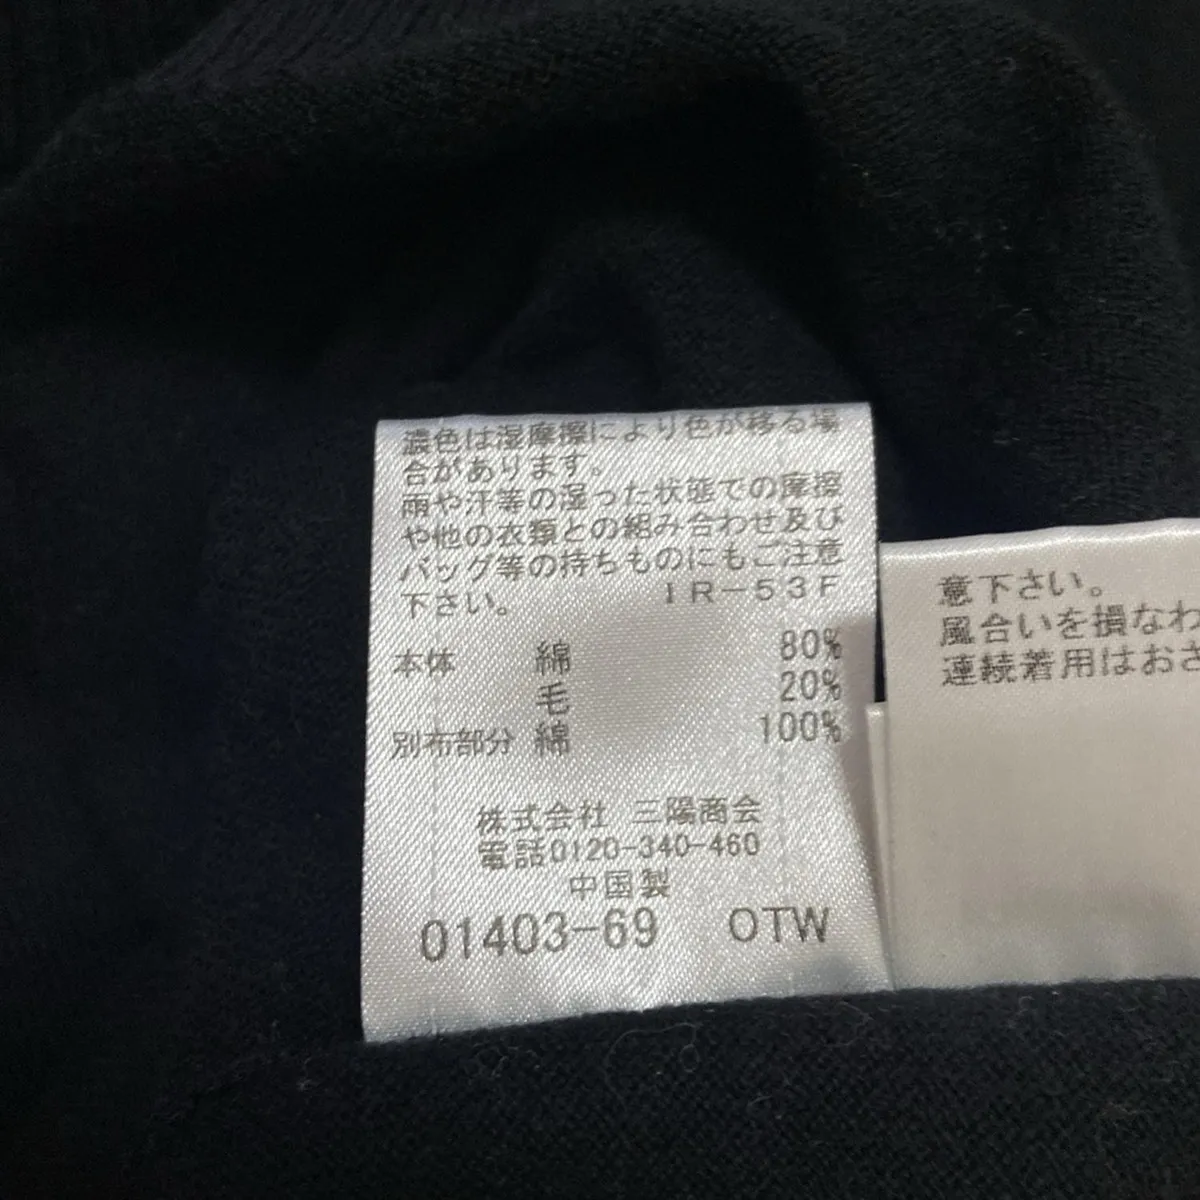 濃色は湿摩擦により色が移る場
合があります。
雨や汗等の湿った状態での摩擦
や他の衣類との組み合わせ及び
バッグ等の持ちものにもご注意
下さい。 IR-53F
本体 綿 80%
毛 20%
別布部分 綿 100%
株式会社 三陽商会
電話0120-340-460
中国製
01403-69 OTW
意下さい。
風合いを損なわ
連続着用はおさ